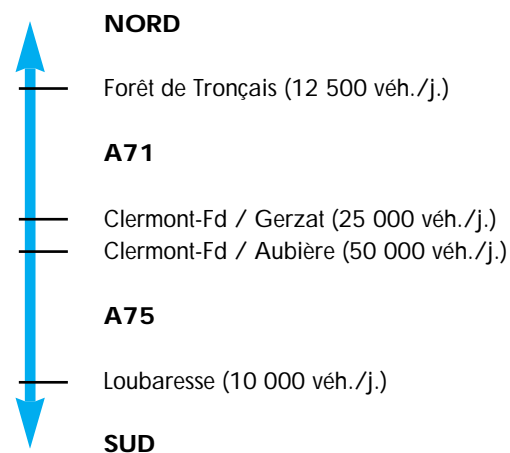 NORD
Forêt de Tronçais (12 500 véh./j.)
A71
Clermont-Fd / Gerzat (25 000 véh./j.)
Clermont-Fd / Aubière (50 000 véh./j.)
A75
Loubaresse (10 000 véh./j.)
SUD